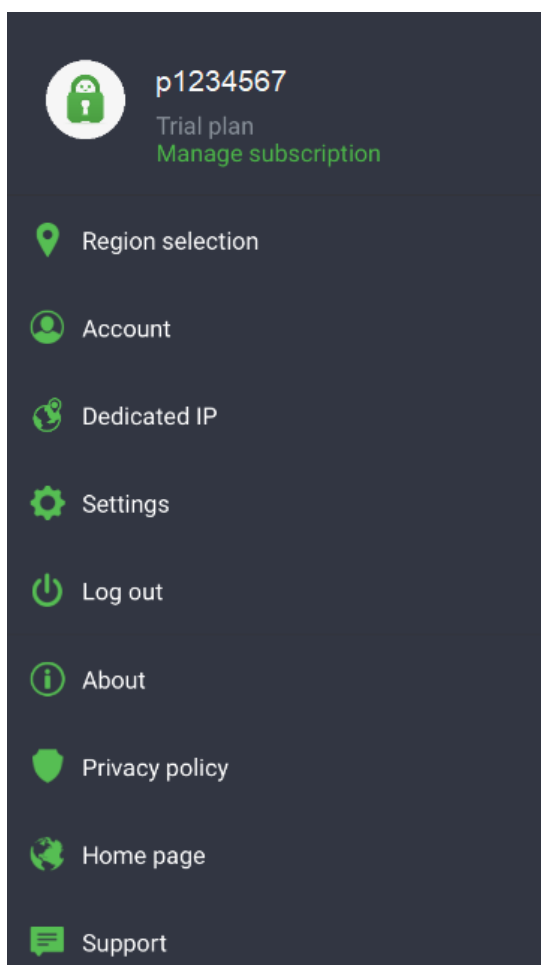 p1234567
Trial plan
Manage subscription
Region selection
Account
Dedicated IP
Settings
Log out
About
Privacy policy
Home page
Support